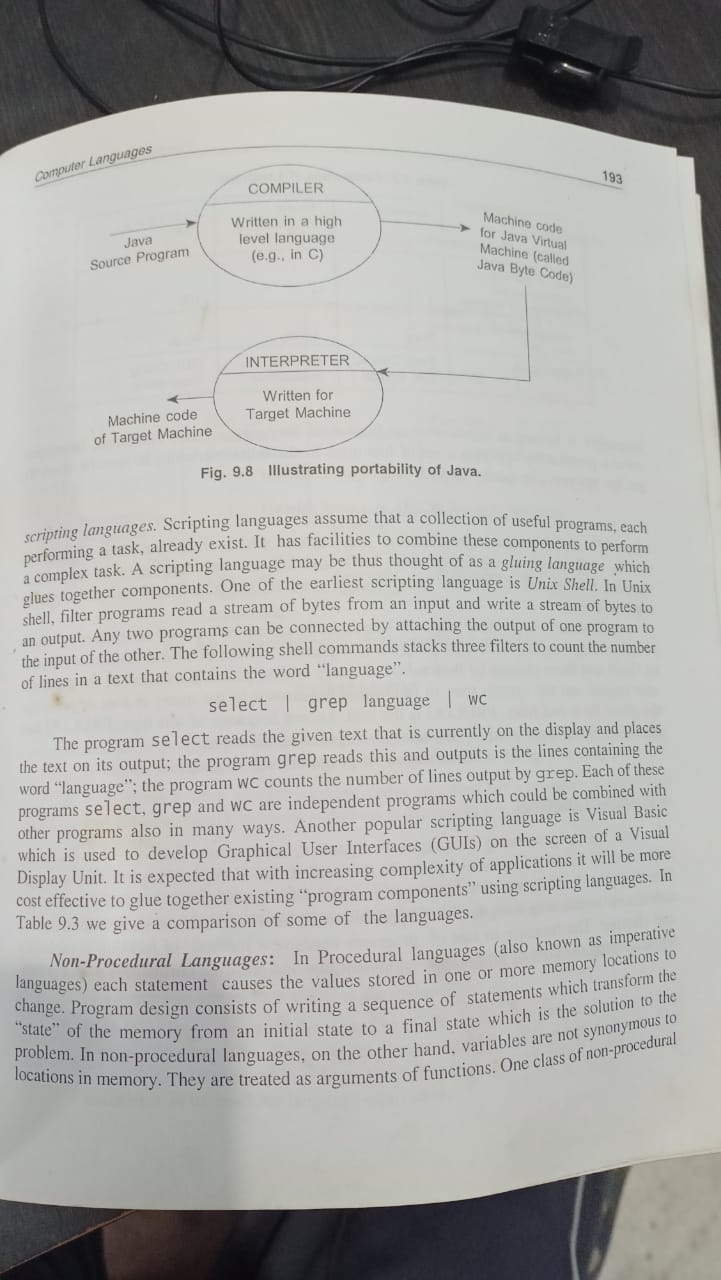 Computer Languages
193
COMPILER
Written in a high
level language
(e.g., in C)
Java
Source Program
Machine code
for Java Virtual
Machine (called
Java Byte Code)
INTERPRETER
Written for
Target Machine
Machine code
of Target Machine
Fig. 9.8 Illustrating portability of Java.
scripting languages. Scripting languages assume that a collection of useful programs, each
performing a task, already exist. It has facilities to combine these components to perform
a complex task. A scripting language may be thus thought of as a gluing language which
glues together components. One of the earliest scripting language is Unix Shell. In Unix
shell, filter programs read a stream of bytes from an input and write a stream of bytes to
an output. Any two programs can be connected by attaching the output of one program to
the input of the other. The following shell commands stacks three filters to count the number
of lines in a text that contains the word “language”.
select | grep language | wc
The program select reads the given text that is currently on the display and places
the text on its output; the program grep reads this and outputs is the lines containing the
word “language”; the program wc counts the number of lines output by grep. Each of these
programs select, grep and wc are independent programs which could be combined with
other programs also in many ways. Another popular scripting language is Visual Basic
which is used to develop Graphical User Interfaces (GUIs) on the screen of a Visual
Display Unit. It is expected that with increasing complexity of applications it will be more
cost effective to glue together existing “program components” using scripting languages. In
Table 9.3 we give a comparison of some of the languages.
Non-Procedural Languages: In Procedural languages (also known as imperative
languages) each statement causes the values stored in one or more memory locations to
change. Program design consists of writing a sequence of statements which transform the
“state” of the memory from an initial state to a final state which is the solution to the
problem. In non-procedural languages, on the other hand, variables are not synonymous to
locations in memory. They are treated as arguments of functions. One class of non-procedural